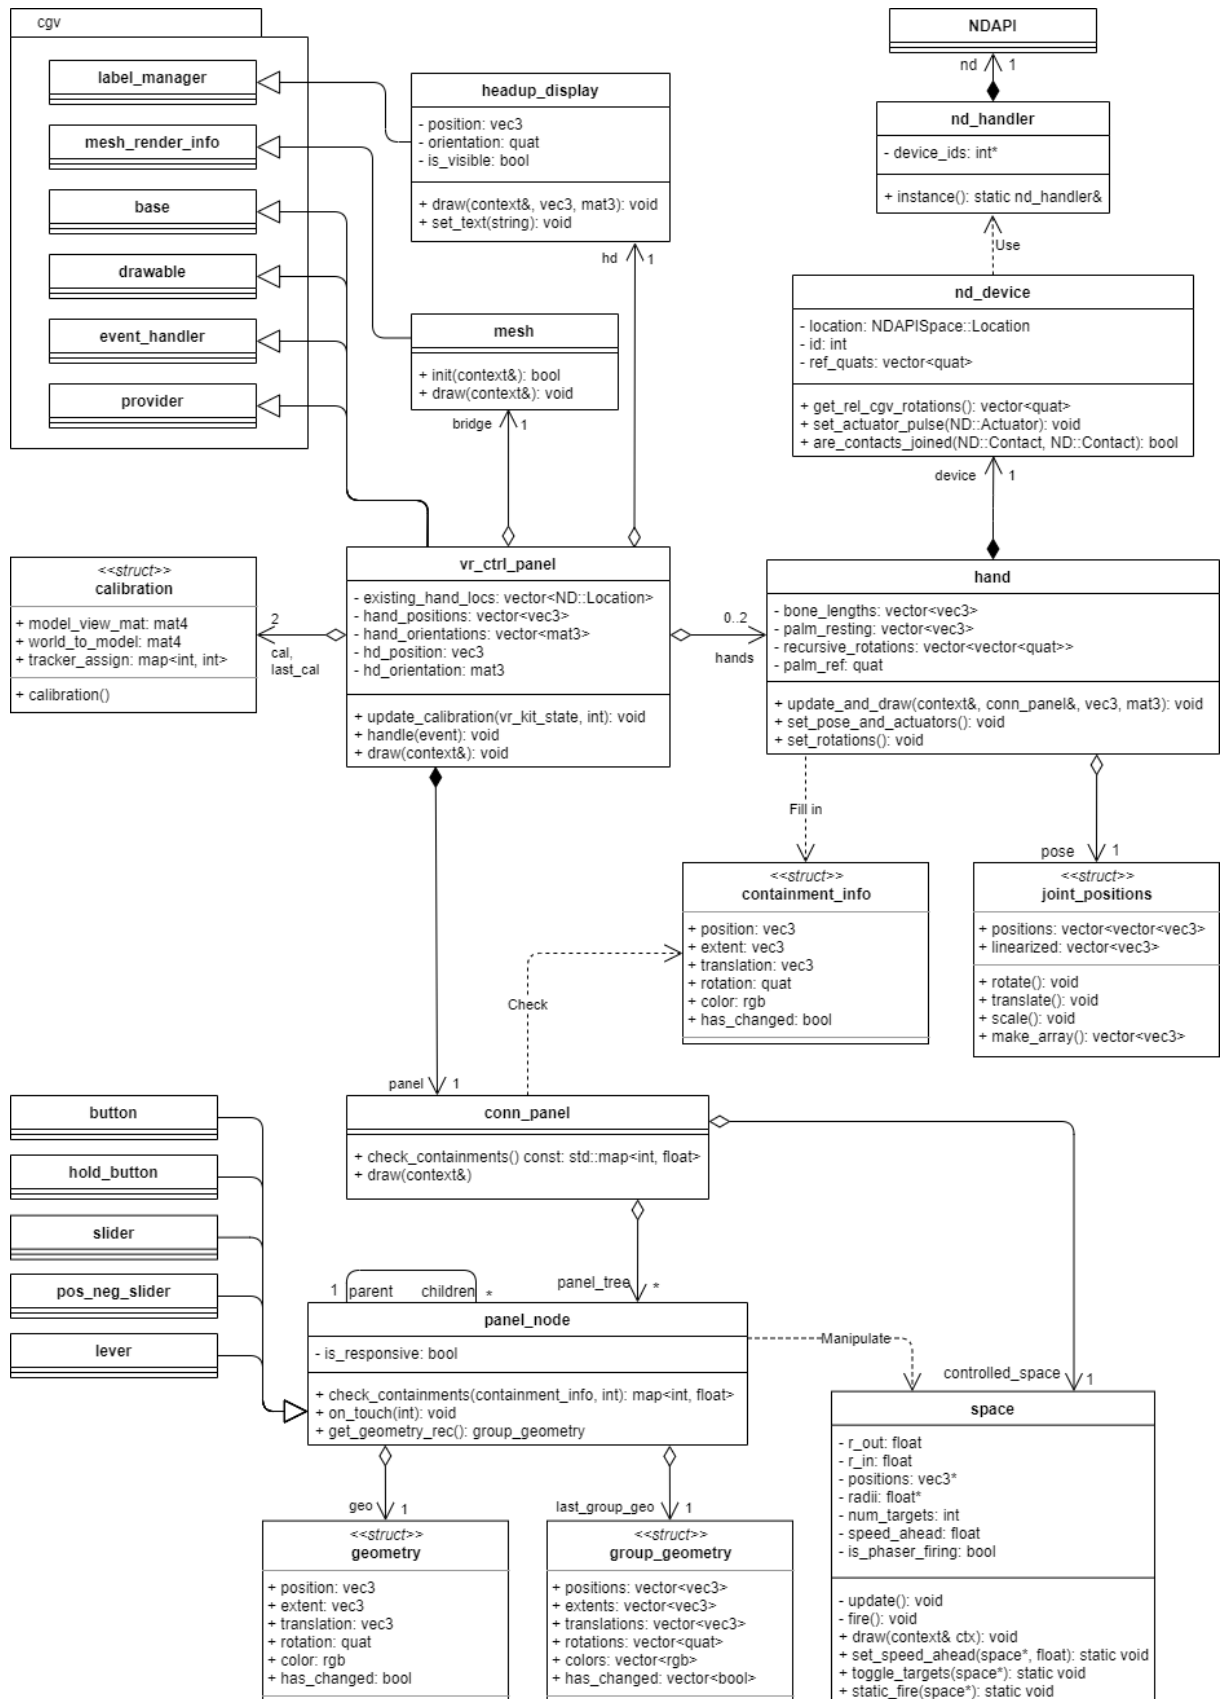 cgv
label_manager
mesh_render_info
base
drawable
event_handler
provider
headup_display
- position: vec3
- orientation: quat
- is_visible: bool
+ draw(context&, vec3, mat3): void
+ set_text(string): void
hd
1
mesh
+ init(context&): bool
+ draw(context&): void
bridge
1
NDAPI
nd
1
nd_handler
- device_ids: int*
+ instance(): static nd_handler&
Use
nd_device
- location: NDAPISpace::Location
- id: int
- ref_quats: vector<quat>
+ get_rel_cgv_rotations(): vector<quat>
+ set_actuator_pulse(ND::Actuator): void
+ are_contacts_joined(ND::Contact, ND::Contact): bool
device
1
<<struct>>
calibration
+ model_view_mat: mat4
+ world_to_model: mat4
+ tracker_assign: map<int, int>
+ calibration()
2
cal,
last_cal
vr_ctrl_panel
- existing_hand_locs: vector<ND::Location>
- hand_positions: vector<vec3>
- hand_orientations: vector<mat3>
- hd_position: vec3
- hd_orientation: mat3
+ update_calibration(vr_kit_state, int): void
+ handle(event): void
+ draw(context&): void
0..2
hands
hand
- bone_lengths: vector<vec3>
- palm_resting: vector<vec3>
- recursive_rotations: vector<vector<quat>>
- palm_ref: quat
+ update_and_draw(context&, conn_panel&, vec3, mat3): void
+ set_pose_and_actuators(): void
+ set_rotations(): void
Fill in
pose
1
<<struct>>
containment_info
+ position: vec3
+ extent: vec3
+ translation: vec3
+ rotation: quat
+ color: rgb
+ has_changed: bool
<<struct>>
joint_positions
+ positions: vector<vector<vec3>
+ linearized: vector<vec3>
+ rotate(): void
+ translate(): void
+ scale(): void
+ make_array(): vector<vec3>
Check
panel
1
conn_panel
+ check_containments() const: std::map<int, float>
+ draw(context&)
button
hold_button
slider
pos_neg_slider
lever
panel_tree
*
1
parent
children
*
panel_node
- is_responsive: bool
+ check_containments(containment_info, int): map<int, float>
+ on_touch(int): void
+ get_geometry_rec(): group_geometry
Manipulate
controlled_space
1
geo
1
last_group_geo
1
<<struct>>
geometry
+ position: vec3
+ extent: vec3
+ translation: vec3
+ rotation: quat
+ color: rgb
+ has_changed: bool
<<struct>>
group_geometry
+ positions: vector<vec3>
+ extents: vector<vec3>
+ translations: vector<vec3>
+ rotations: vector<quat>
+ colors: vector<rgb>
+ has_changed: vector<bool>
space
- r_out: float
- r_in: float
- positions: vec3*
- radii: float*
- num_targets: int
- speed_ahead: float
- is_phaser_firing: bool
- update(): void
- fire(): void
+ draw(context& ctx): void
+ set_speed_ahead(space*, float): static void
+ toggle_targets(space*): static void
+ static_fire(space*): static void